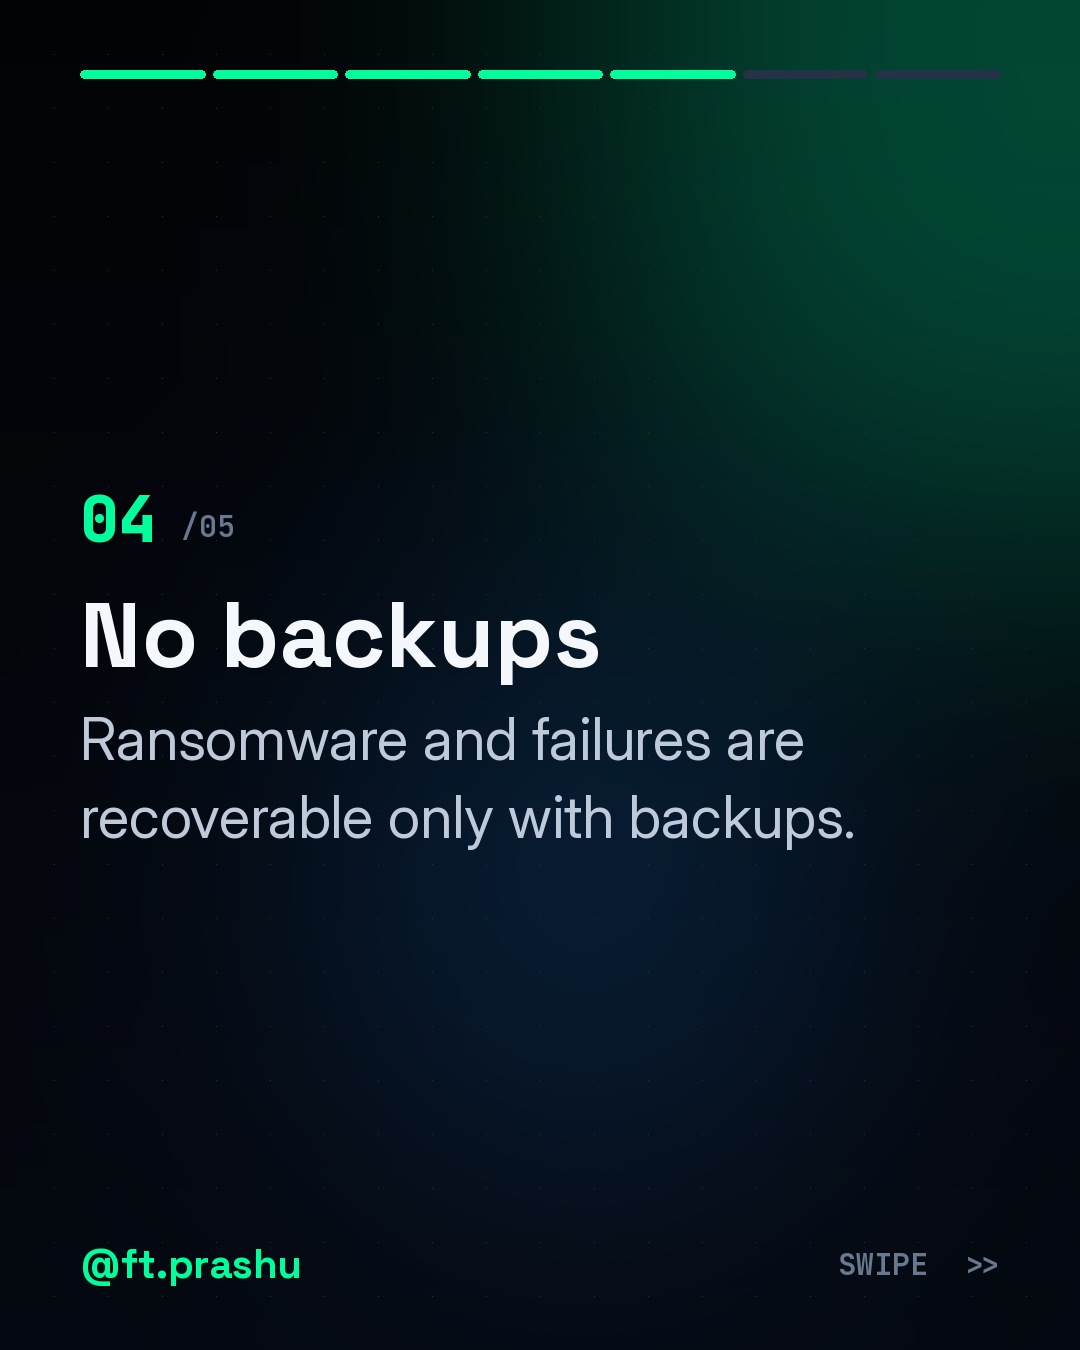 04 /05
No backups
Ransomware and failures are
recoverable only with backups.
@ft.prashu
SWIPE >>